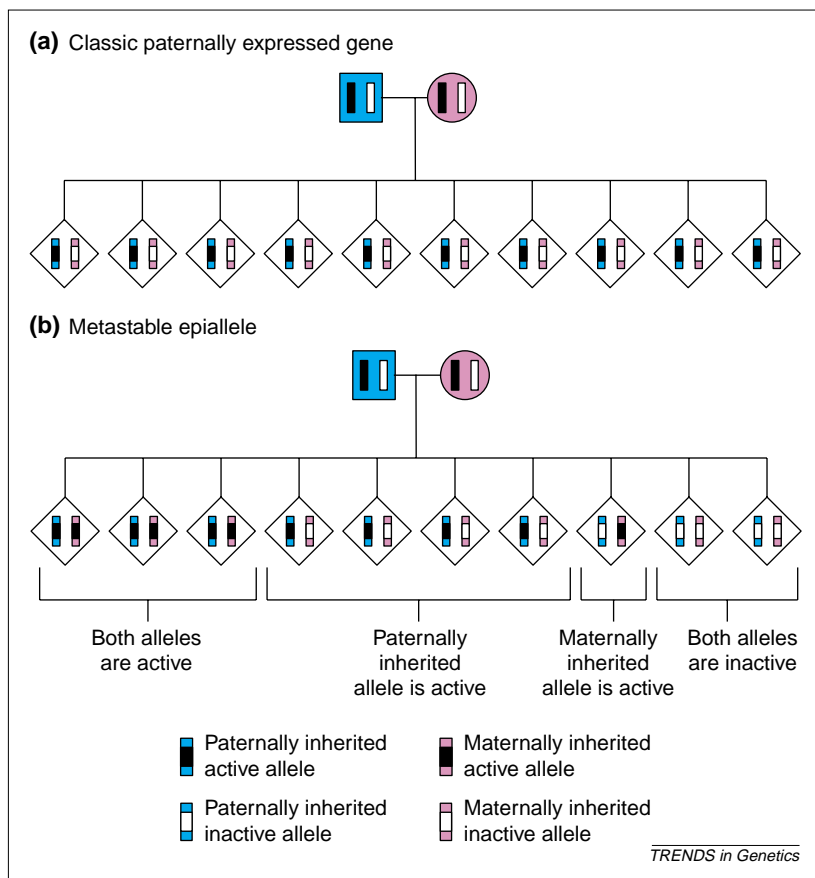 (a) Classic paternally expressed gene
(b) Metastable epiallele
Both alleles
are active
Paternally
inherited
allele is active
Maternally
inherited
allele is active
Both alleles
are inactive
Paternally inherited
active allele
Maternally inherited
active allele
Paternally inherited
inactive allele
Maternally inherited
inactive allele
TRENDS in Genetics